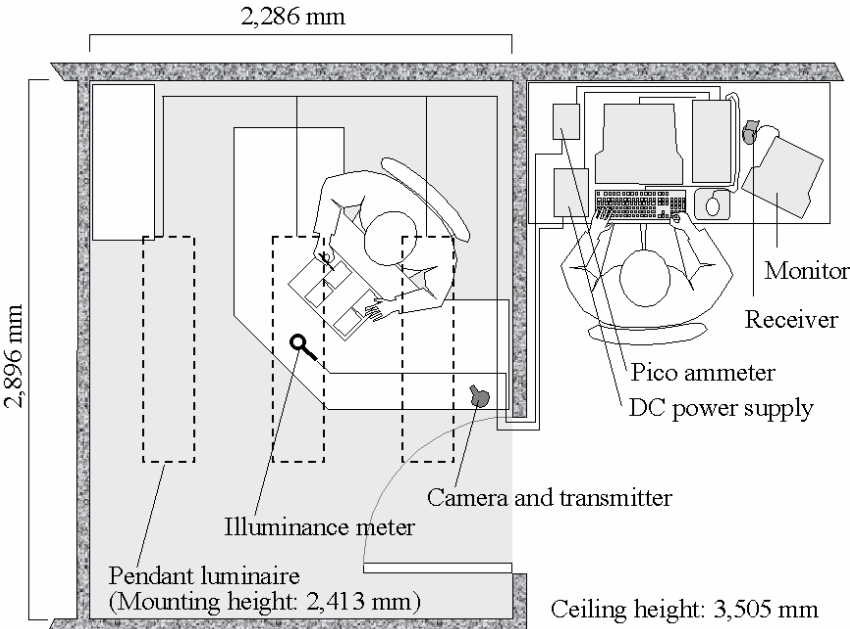 2,286 mm
2,896 mm
Monitor
Receiver
Pico ammeter
DC power supply
Camera and transmitter
Illuminance meter
Pendant luminaire
(Mounting height: 2,413 mm)
Ceiling height: 3,505 mm